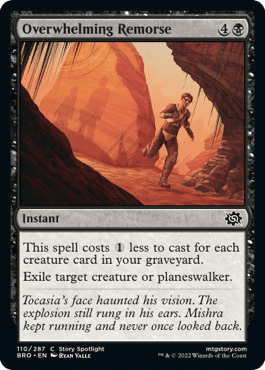 Overwhelming Remorse 4
Instant
This spell costs 1 less to cast for each
creature card in your graveyard.
Exile target creature or planeswalker.
Tocasia's face haunted his vision. The
explosion still rung in his ears. Mishra
kept running and never once looked back.
110/287 C Story Spotlight
BRO • EN Ryan Valle
mtgstory.com
™ & © 2022 Wizards of the Coast